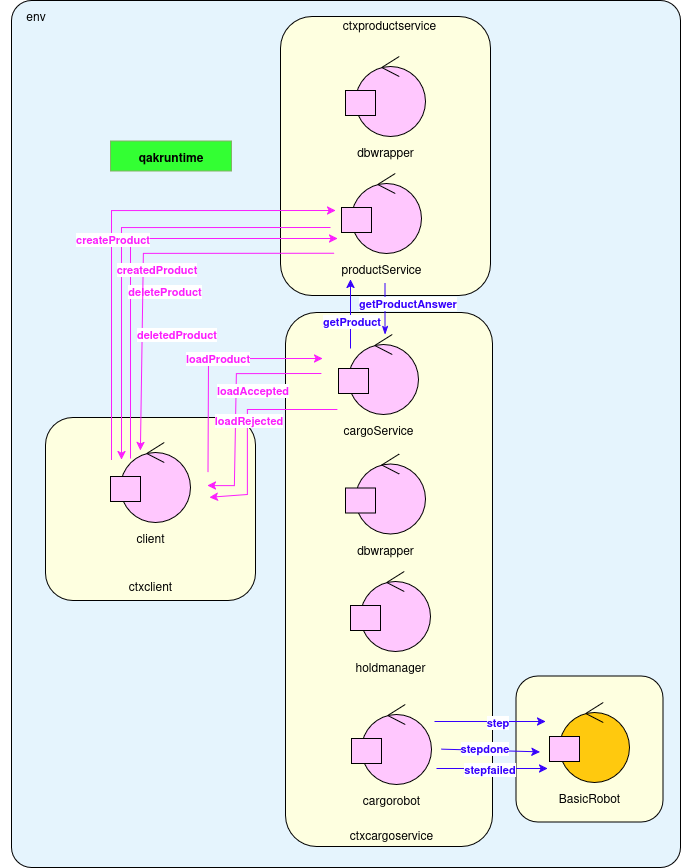 env
ctxproductservice
dbwrapper
qakruntime
productService
createProduct
createdProduct
deleteProduct
deletedProduct
getProductAnswer
getProduct
loadProduct
loadAccepted
loadRejected
cargoService
client
ctxclient
dbwrapper
holdmanager
cargorobot
step
stepdone
stepfailed
BasicRobot
ctxcargoservice